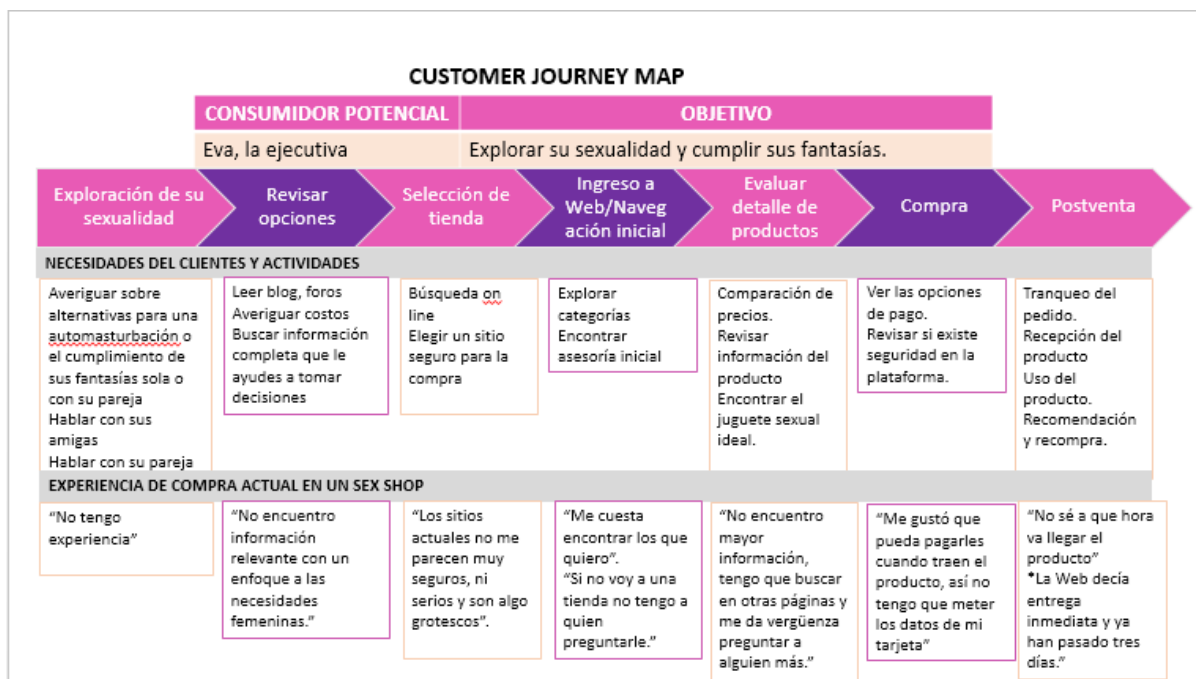 CUSTOMER JOURNEY MAP
CONSUMIDOR POTENCIAL
OBJETIVO
Eva, la ejecutiva
Explorar su sexualidad y cumplir sus fantasías.
Exploración de su
sexualidad
Revisar
opciones
Selección de
tienda
Ingreso a
Web/Naveg
ación inicial
Evaluar
detalle de
productos
Compra
Postventa
NECESIDADES DEL CLIENTES Y ACTIVIDADES
Averiguar sobre
alternativas para una
automasturbación o
el cumplimiento de
sus fantasías sola o
con su pareja
Hablar con sus
amigas
Hablar con su pareja
Leer blog, foros
Averiguar costos
Buscar información
completa que le
ayudes a tomar
decisiones
Búsqueda on
line
Elegir un sitio
seguro para la
compra
Explorar
categorías
Encontrar
asesoría inicial
Comparación de
precios.
Revisar
información del
producto
Encontrar el
juguete sexual
ideal.
Ver las opciones
de pago.
Revisar si existe
seguridad en la
plataforma.
Tranqueo del
pedido.
Recepción del
producto
Uso del
producto.
Recomendación
y recompra.
EXPERIENCIA DE COMPRA ACTUAL EN UN SEX SHOP
“No tengo
experiencia”
“No encuentro
información
relevante con un
enfoque a las
necesidades
femeninas.”
“Los sitios
actuales no me
parecen muy
seguros, ni
serios y son algo
grotescos”.
“Me cuesta
encontrar los que
quiero”.
“Si no voy a una
tienda no tengo a
quien
preguntarle.”
“No encuentro
mayor
información,
tengo que buscar
en otras páginas y
me da vergüenza
preguntar a
alguien más.”
“Me gustó que
pueda pagarles
cuando traen el
producto, así no
tengo que meter
los datos de mi
tarjeta”
“No sé a que hora
va llegar el
producto”
“La Web decía
entrega
inmediata y ya
han pasado tres
días.”